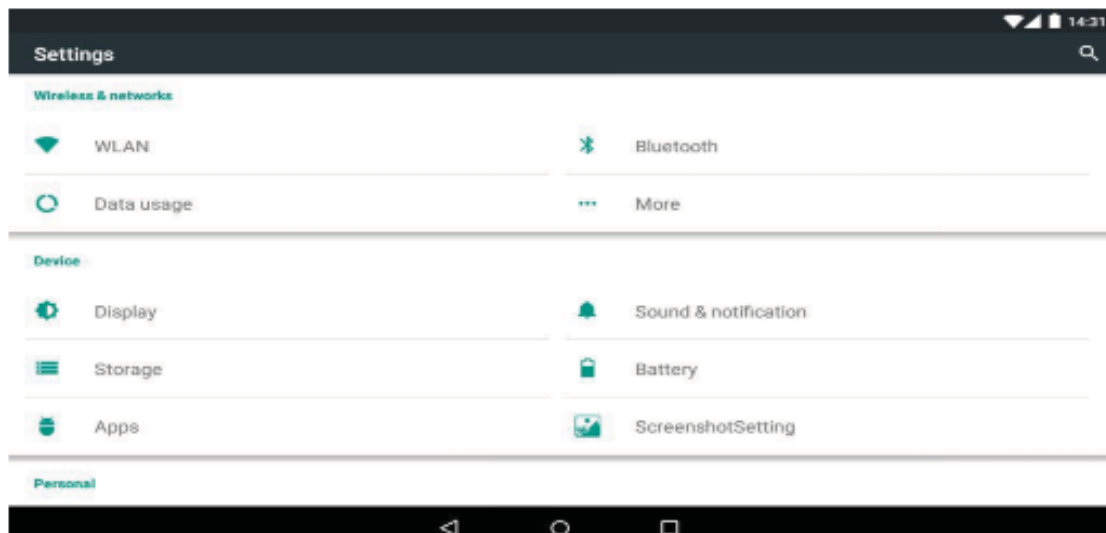 14:31
Settings
Wireless & networks
WLAN
Bluetooth
Data usage
More
Device
Display
Sound & notification
Storage
Battery
Apps
ScreenshotSetting
Personal